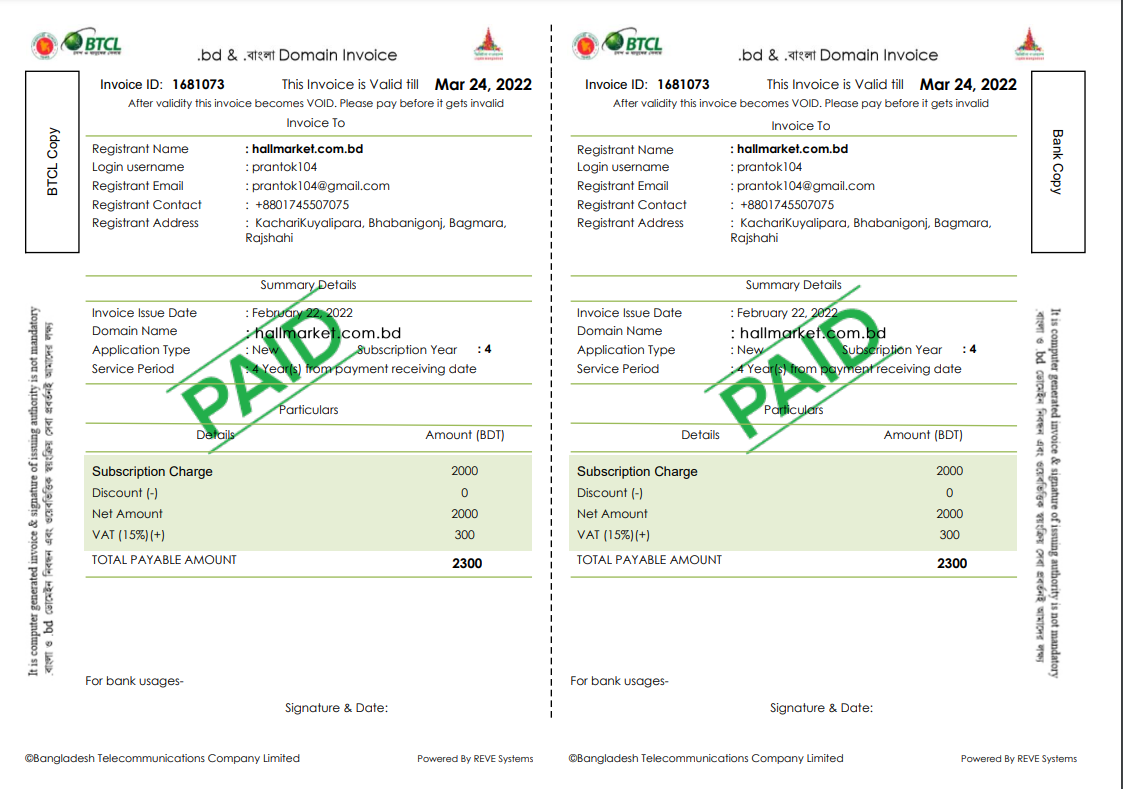 BTCL
.bd & .বাংলা Domain Invoice
Invoice ID: 1681073 This Invoice is Valid till Mar 24, 2022
After validity this invoice becomes VOID. Please pay before it gets invalid
Invoice To
BTCL Copy
Registrant Name : hallmarket.com.bd
Login username : prantok104
Registrant Email : prantok104@gmail.com
Registrant Contact : +8801745507075
Registrant Address : KachariKuyalipara, Bhabanigonj, Bagmara,
Rajshahi
Summary Details
Invoice Issue Date : February 22, 2022
Domain Name : hallmarket.com.bd
Application Type : New Subscription Year : 4
Service Period : 4 Year(s) from payment receiving date
PAID
Particulars
Details Amount (BDT)
Subscription Charge 2000
Discount (-) 0
Net Amount 2000
VAT (15%)(+) 300
TOTAL PAYABLE AMOUNT 2300
It is computer generated invoice & signature of issuing authority is not mandatory
.বাংলা ও .bd ডোমেইন নিবন্ধন এবং
For bank usages-
Signature & Date:
©Bangladesh Telecommunications Company Limited Powered By REVE Systems
BTCL
.bd & .বাংলা Domain Invoice
Invoice ID: 1681073 This Invoice is Valid till Mar 24, 2022
After validity this invoice becomes VOID. Please pay before it gets invalid
Invoice To
Bank Copy
Registrant Name : hallmarket.com.bd
Login username : prantok104
Registrant Email : prantok104@gmail.com
Registrant Contact : +8801745507075
Registrant Address : KachariKuyalipara, Bhabanigonj, Bagmara,
Rajshahi
Summary Details
Invoice Issue Date : February 22, 2022
Domain Name : hallmarket.com.bd
Application Type : New Subscription Year : 4
Service Period : 4 Year(s) from payment receiving date
PAID
Particulars
Details Amount (BDT)
Subscription Charge 2000
Discount (-) 0
Net Amount 2000
VAT (15%)(+) 300
TOTAL PAYABLE AMOUNT 2300
It is computer generated invoice & signature of issuing authority is not mandatory
.বাংলা ও .bd ডোমেইন নিবন্ধন এবং
For bank usages-
Signature & Date:
©Bangladesh Telecommunications Company Limited Powered By REVE Systems